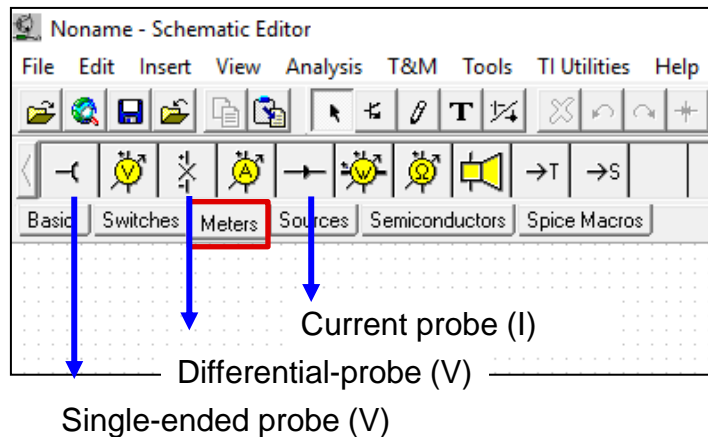 Noname - Schematic Editor
File Edit Insert View Analysis T&M Tools TI Utilities Help
T
V A W Ω →T →S
Basic Switches Meters Sources Semiconductors Spice Macros
Current probe (I)
Differential-probe (V)
Single-ended probe (V)